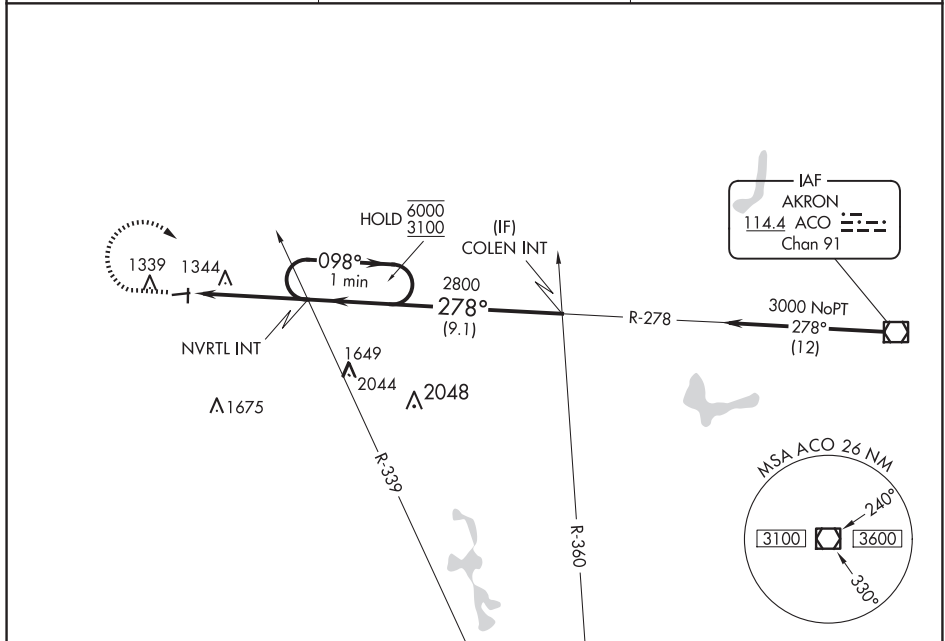 IAF
AKRON
114.4 ACO
Chan 91
HOLD 6000
3100
(IF)
COLEN INT
098°
1 min
2800
278°
(9.1)
R-278
3000 NoPT
278°
(12)
1339
1344
NVRTL INT
1649
2044
2048
1675
R-339
R-360
MSA ACO 26 NM
240°
3100
3600
330°